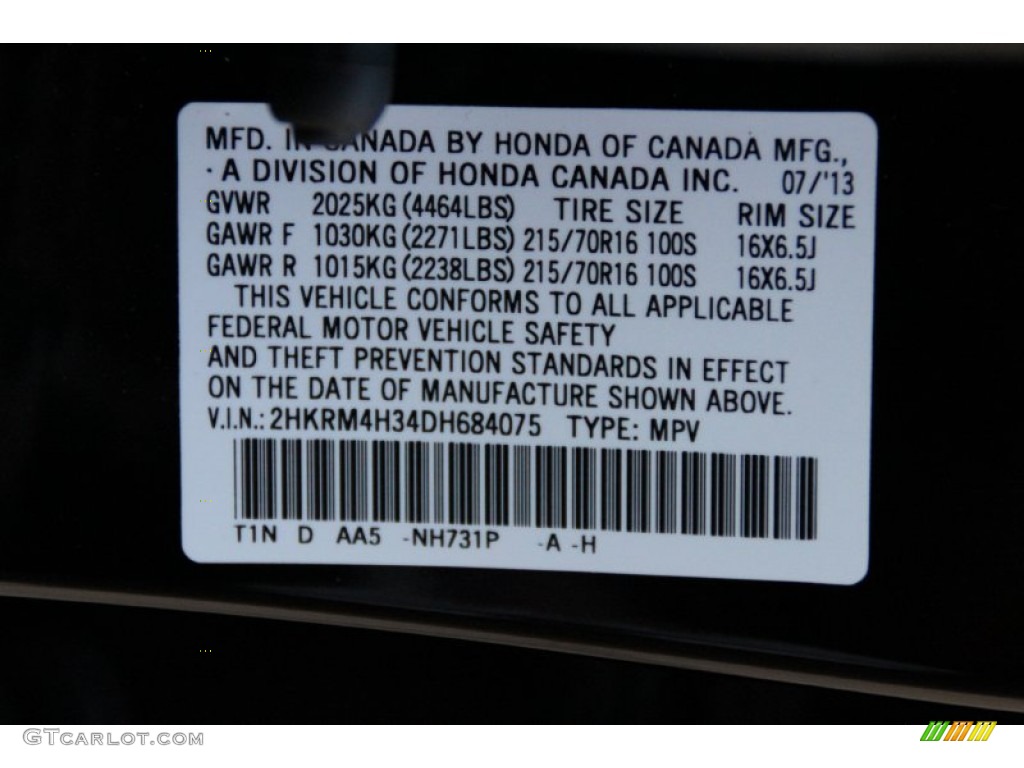 MFD. IN CANADA BY HONDA OF CANADA MFG.,
· A DIVISION OF HONDA CANADA INC. 07/'13
GVWR 2025KG (4464LBS) TIRE SIZE RIM SIZE
GAWR F 1030KG (2271LBS) 215/70R16 100S 16X6.5J
GAWR R 1015KG (2238LBS) 215/70R16 100S 16X6.5J
THIS VEHICLE CONFORMS TO ALL APPLICABLE
FEDERAL MOTOR VEHICLE SAFETY
AND THEFT PREVENTION STANDARDS IN EFFECT
ON THE DATE OF MANUFACTURE SHOWN ABOVE.
V.I.N.: 2HKRM4H34DH684075 TYPE: MPV
T1N D AA5 -NH731P -A -H
GTCARLOT.COM